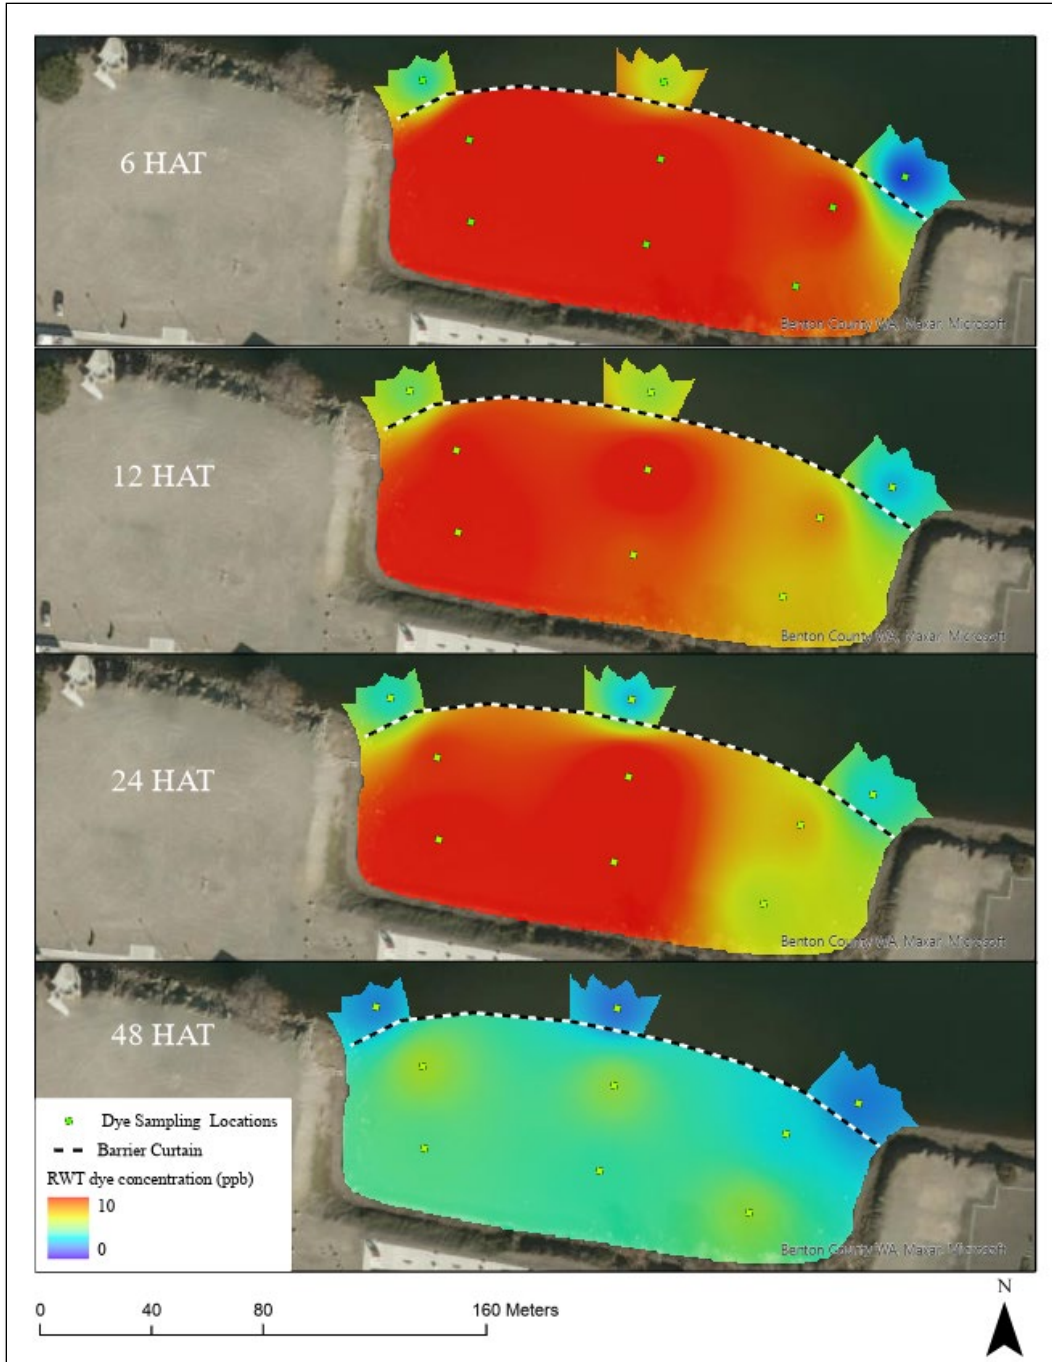 6 HAT
Benton County WA, Maxar, Microsoft
12 HAT
Benton County WA, Maxar, Microsoft
24 HAT
Benton County WA, Maxar, Microsoft
48 HAT
Dye Sampling Locations
Barrier Curtain
RWT dye concentration (ppb)
10
0
Benton County WA, Maxar, Microsoft
N
0 40 80 160 Meters